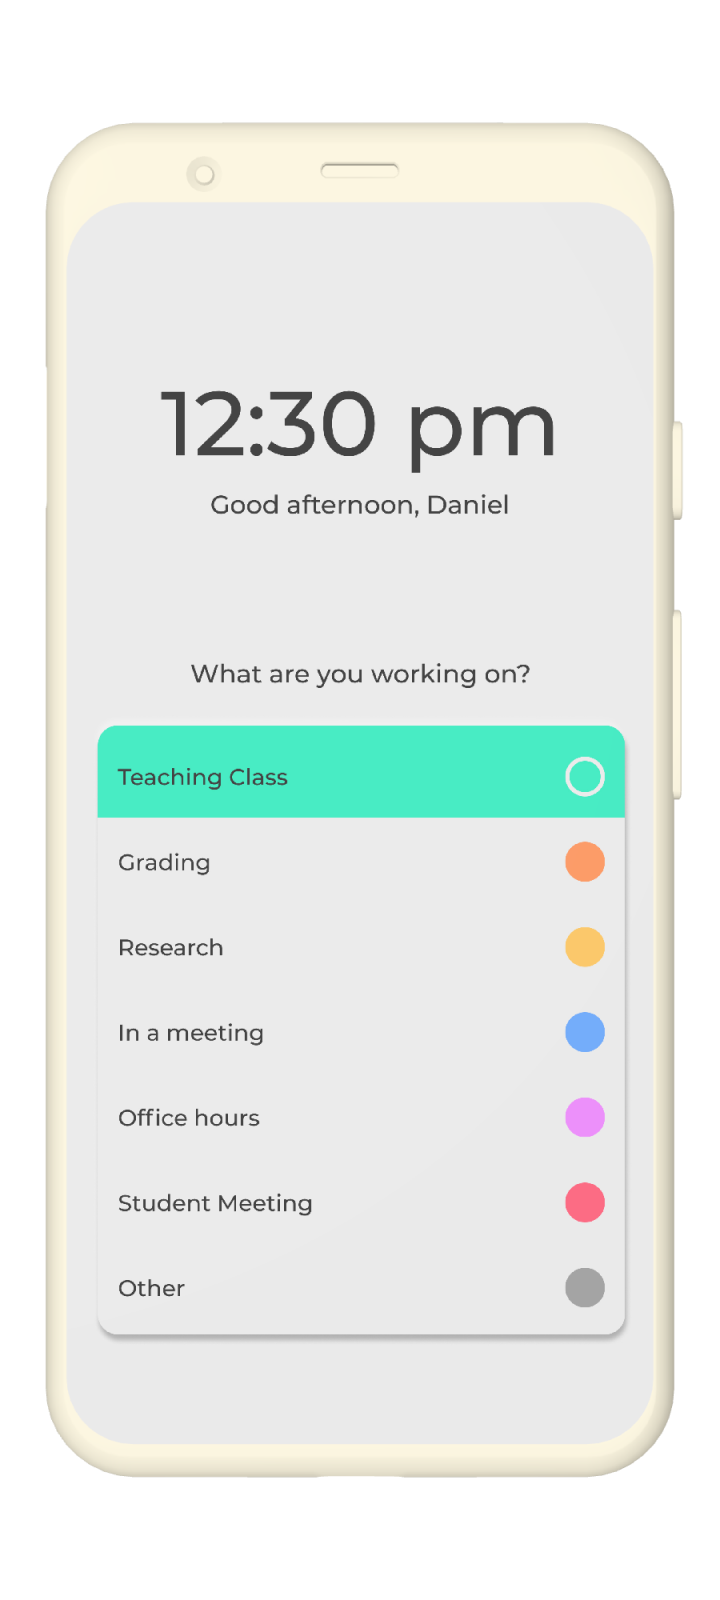 12:30 pm
Good afternoon, Daniel
What are you working on?
Teaching Class
Grading
Research
In a meeting
Office hours
Student Meeting
Other